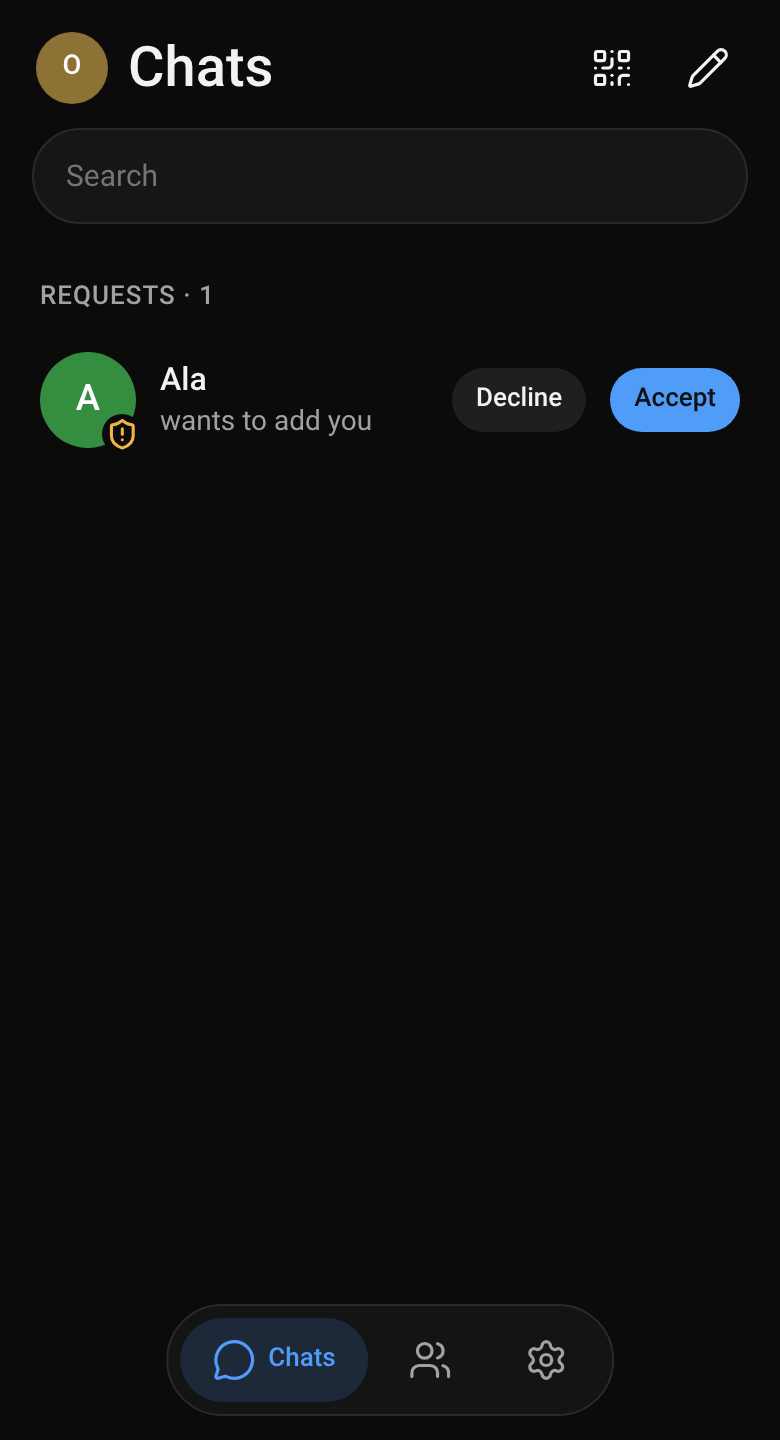 O
Chats
Search
REQUESTS · 1
A
Ala
wants to add you
Decline
Accept
Chats